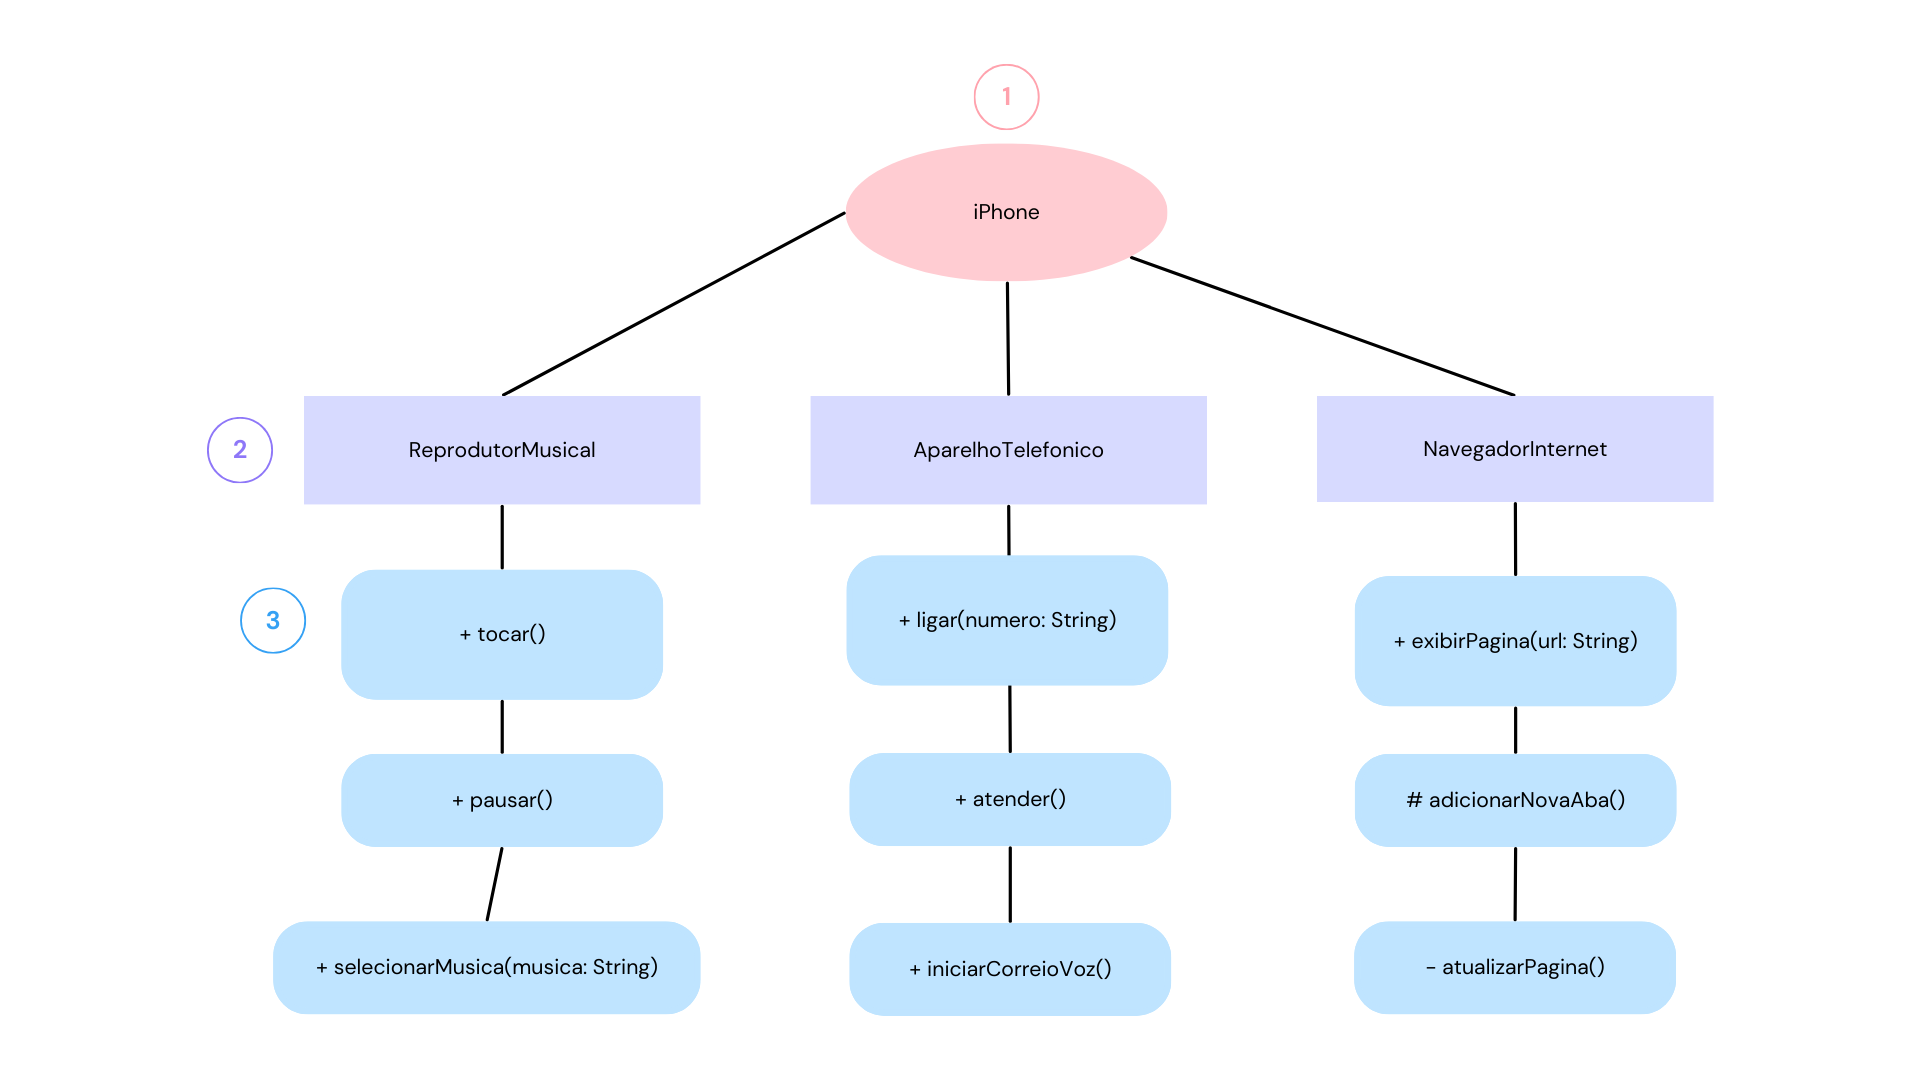 1
iPhone
2
ReprodutorMusical
AparelhoTelefonico
NavegadorInternet
3
+ tocar()
+ ligar(numero: String)
+ exibirPagina(url: String)
+ pausar()
+ atender()
# adicionarNovaAba()
+ selecionarMusica(musica: String)
+ iniciarCorreioVoz()
- atualizarPagina()